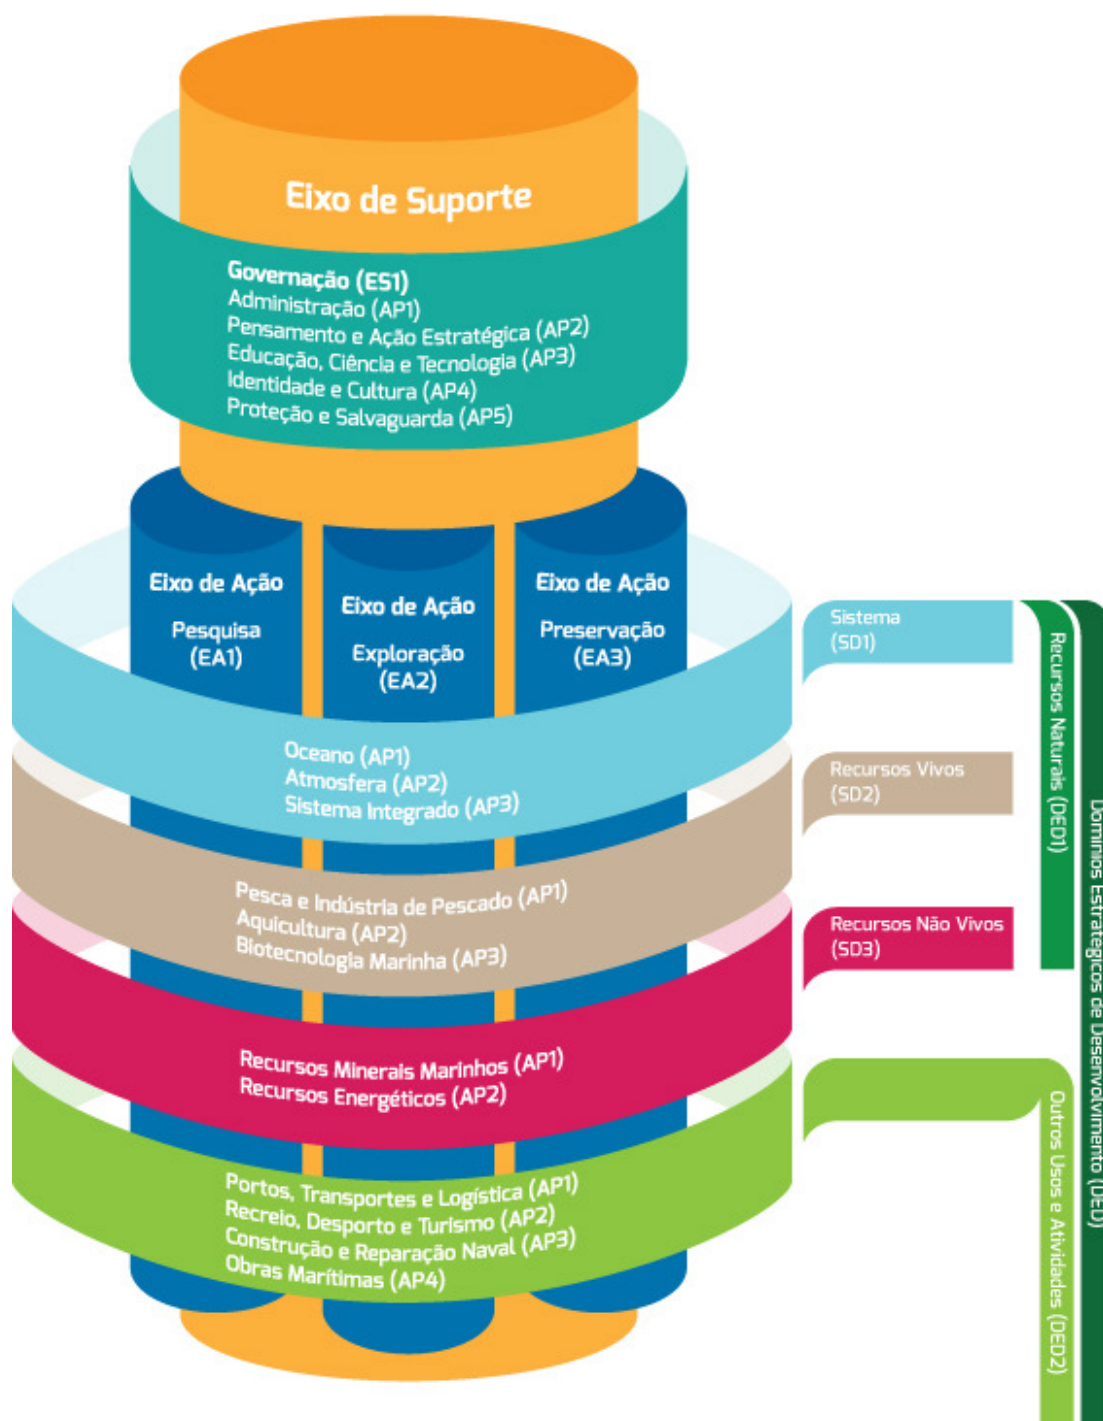 Eixo de Suporte
Governação (ES1)
Administração (AP1)
Pensamento e Ação Estratégica (AP2)
Educação, Ciência e Tecnologia (AP3)
Identidade e Cultura (AP4)
Proteção e Salvaguarda (AP5)
Eixo de Ação
Pesquisa
(EA1)
Eixo de Ação
Exploração
(EA2)
Eixo de Ação
Preservação
(EA3)
Oceano (AP1)
Atmosfera (AP2)
Sistema Integrado (AP3)
Sistema
(SD1)
Pesca e Indústria de Pescado (AP1)
Aquicultura (AP2)
Biotecnologia Marinha (AP3)
Recursos Vivos
(SD2)
Recursos Minerais Marinhos (AP1)
Recursos Energéticos (AP2)
Recursos Não Vivos
(SD3)
Portos, Transportes e Logística (AP1)
Recreio, Desporto e Turismo (AP2)
Construção e Reparação Naval (AP3)
Obras Marítimas (AP4)
Recursos Naturais (DED1)
Outros Usos e Atividades (DED2)
Domínios Estratégicos de Desenvolvimento (DED)